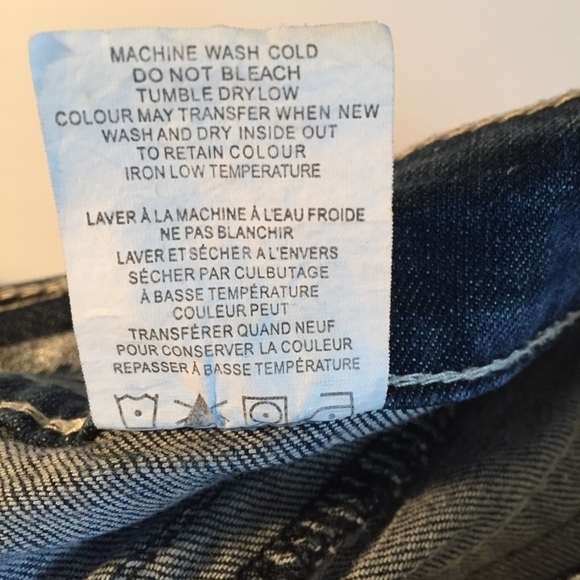 MACHINE WASH COLD
DO NOT BLEACH
TUMBLE DRY LOW
COLOUR MAY TRANSFER WHEN NEW
WASH AND DRY INSIDE OUT
TO RETAIN COLOUR
IRON LOW TEMPERATURE
LAVER À LA MACHINE À L'EAU FROIDE
NE PAS BLANCHIR
LAVER ET SÉCHER A L'ENVERS
SÉCHER PAR CULBUTAGE
À BASSE TEMPÉRATURE
COULEUR PEUT
TRANSFÉRER QUAND NEUF
POUR CONSERVER LA COULEUR
REPASSER À BASSE TEMPÉRATURE